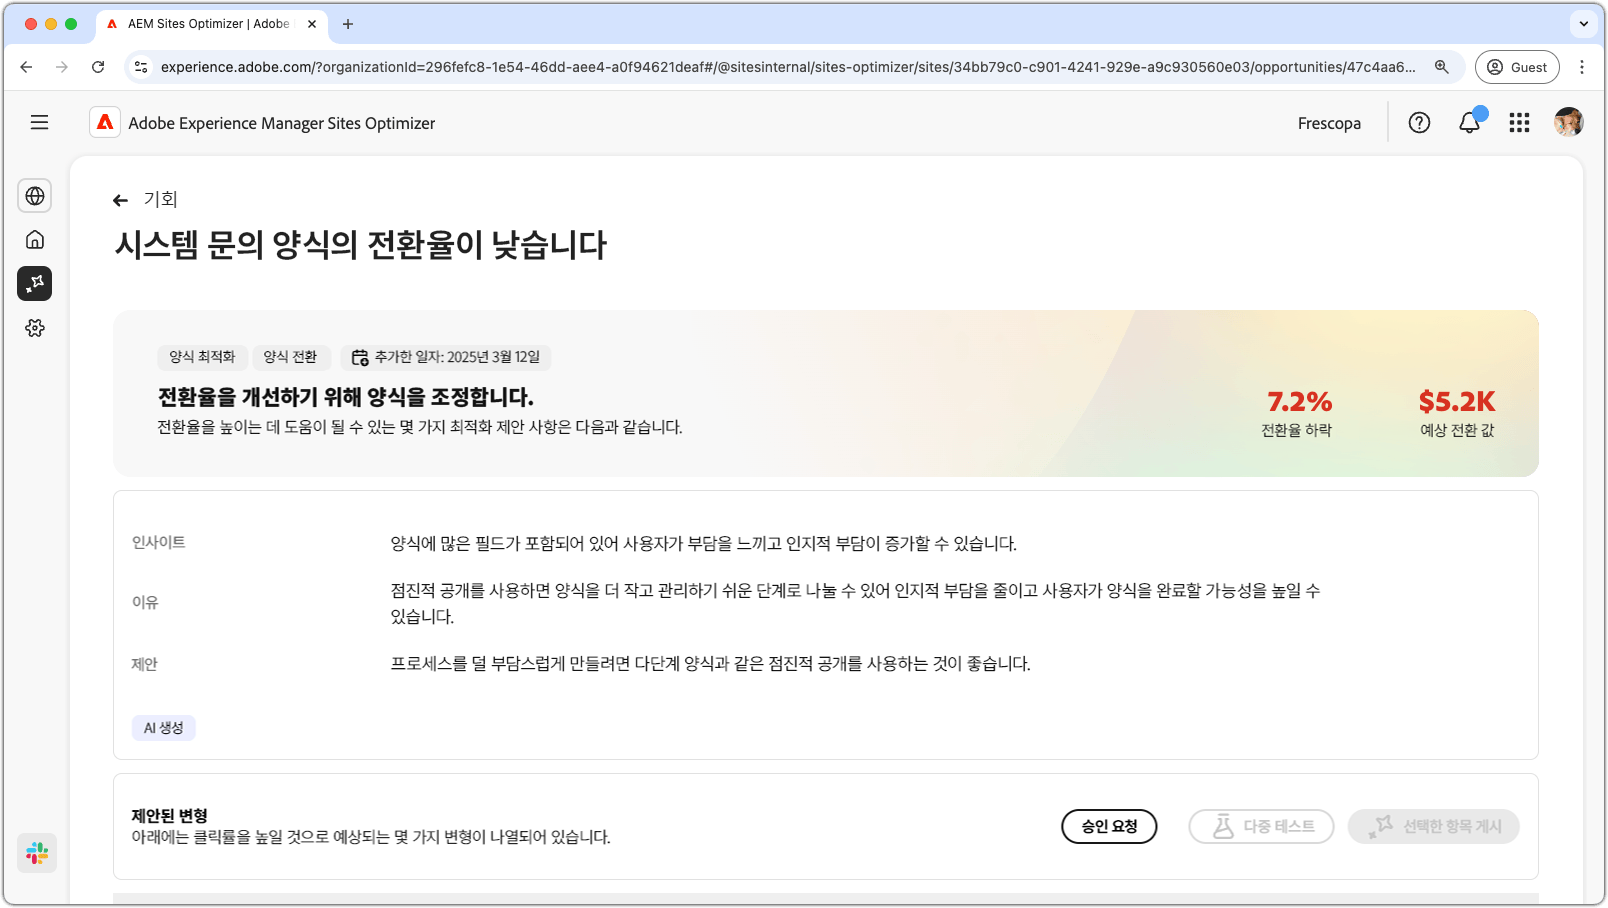 AEM Sites Optimizer | Adobe
experience.adobe.com/?organizationId=296fefc8-1e54-46dd-aee4-a0f94621deaf#/@sitesinternal/sites-optimizer/sites/34bb79c0-c901-4241-929e-a9c930560e03/opportunities/47c4aa6...
Guest
Adobe Experience Manager Sites Optimizer
Frescopa
기회
시스템 문의 양식의 전환율이 낮습니다
양식 최적화
양식 전환
추가한 일자: 2025년 3월 12일
전환율을 개선하기 위해 양식을 조정합니다.
전환율을 높이는 데 도움이 될 수 있는 몇 가지 최적화 제안 사항은 다음과 같습니다.
7.2%
전환율 하락
$5.2K
예상 전환 값
인사이트
양식에 많은 필드가 포함되어 있어 사용자가 부담을 느끼고 인지적 부담이 증가할 수 있습니다.
이유
점진적 공개를 사용하면 양식을 더 작고 관리하기 쉬운 단계로 나눌 수 있어 인지적 부담을 줄이고 사용자가 양식을 완료할 가능성을 높일 수
있습니다.
제안
프로세스를 덜 부담스럽게 만들려면 다단계 양식과 같은 점진적 공개를 사용하는 것이 좋습니다.
AI 생성
제안된 변형
아래에는 클릭률을 높일 것으로 예상되는 몇 가지 변형이 나열되어 있습니다.
승인 요청
다중 테스트
선택한 항목 게시